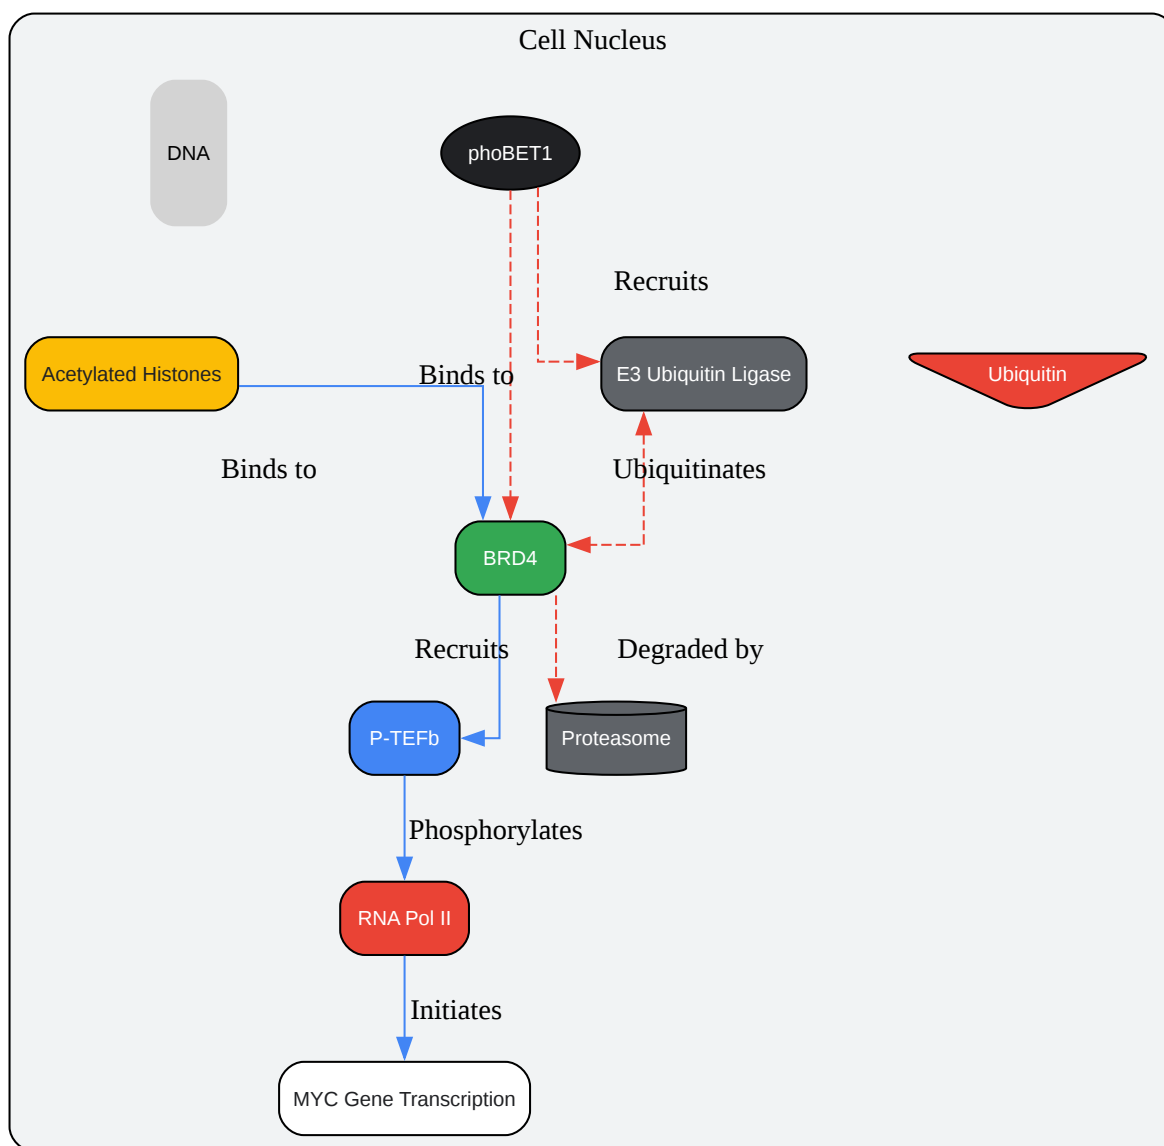 Cell Nucleus
DNA
phoBET1
Recruits
Acetylated Histones
Binds to
E3 Ubiquitin Ligase
Ubiquitin
Binds to
Ubiquitinates
BRD4
Recruits
Degraded by
P-TEFb
Proteasome
Phosphorylates
RNA Pol II
Initiates
MYC Gene Transcription